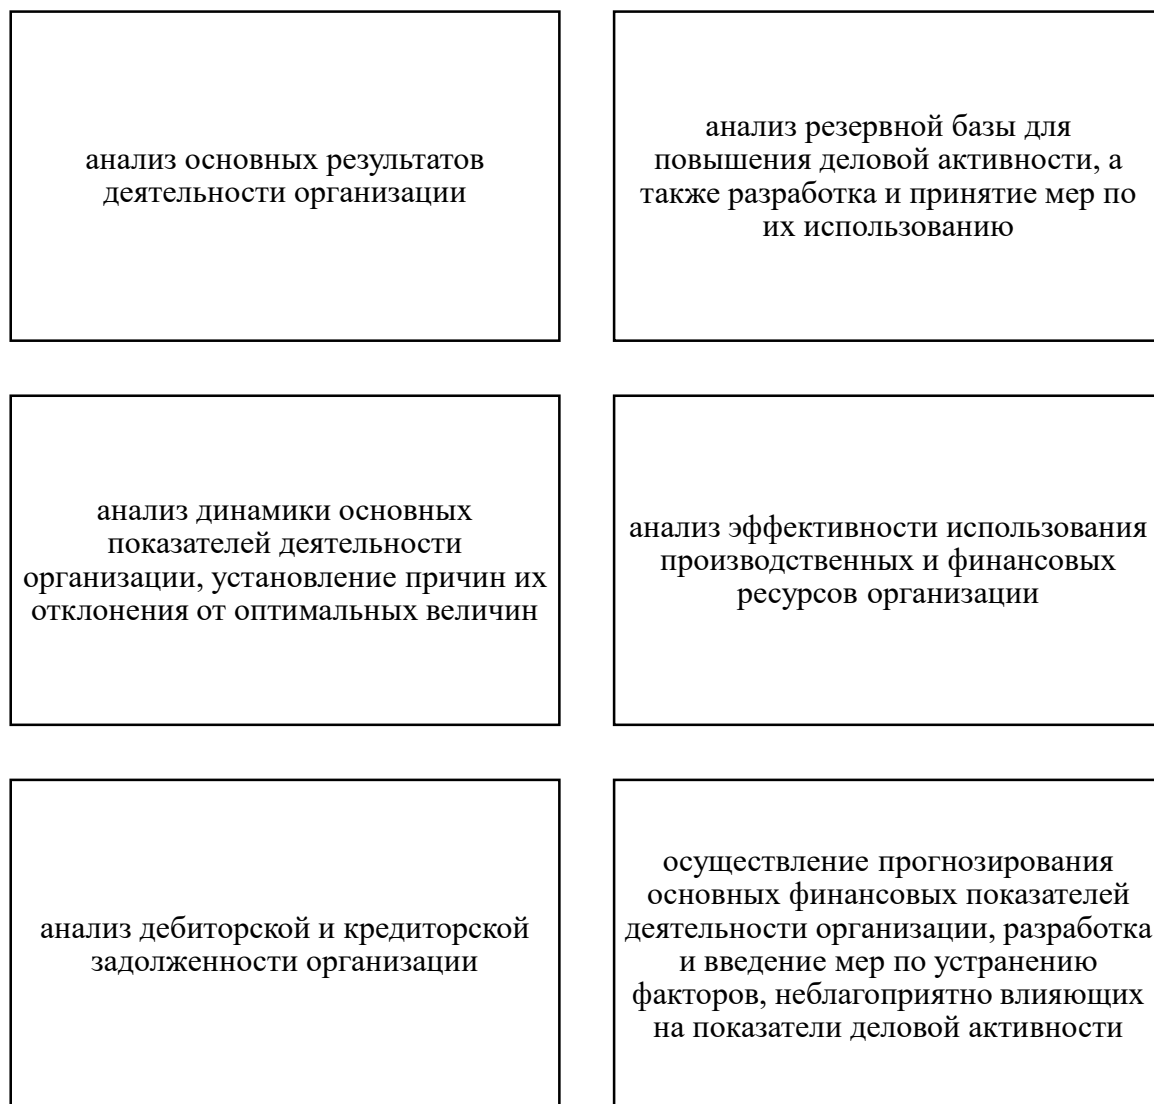 анализ основных результатов
деятельности организации
анализ резервной базы для
повышения деловой активности, а
также разработка и принятие мер по
их использованию
анализ динамики основных
показателей деятельности
организации, установление причин их
отклонения от оптимальных величин
анализ эффективности использования
производственных и финансовых
ресурсов организации
анализ дебиторской и кредиторской
задолженности организации
осуществление прогнозирования
основных финансовых показателей
деятельности организации, разработка
и введение мер по устранению
факторов, неблагоприятно влияющих
на показатели деловой активности